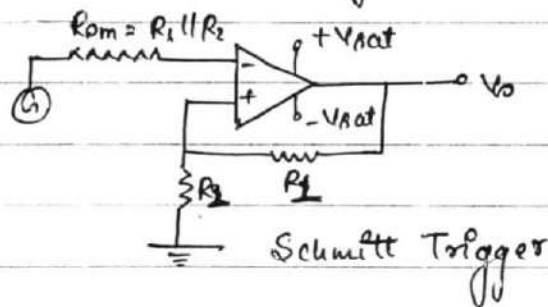 ROM = R1 || R2
+ Vsat
-
+
Vo
- Vsat
R1
R2
Schmitt Trigger